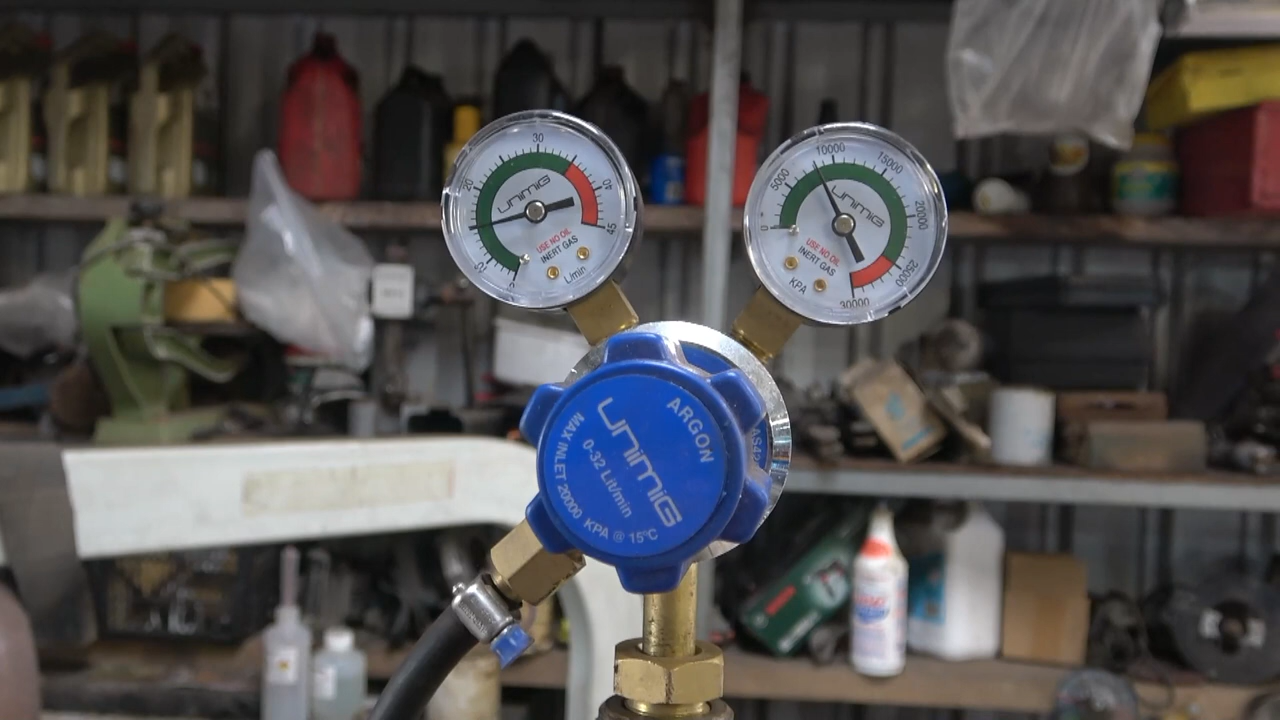 30
20
40
10
45
UNIMIG
USE NO OIL
INERT GAS
L/min
10000
5000
15000
0
20000
25000
30000
UNIMIG
USE NO OIL
INERT GAS
KPA
ARGON
UNIMIG
0-32 Lit/min
MAX INLET 20000 KPA @ 15°C